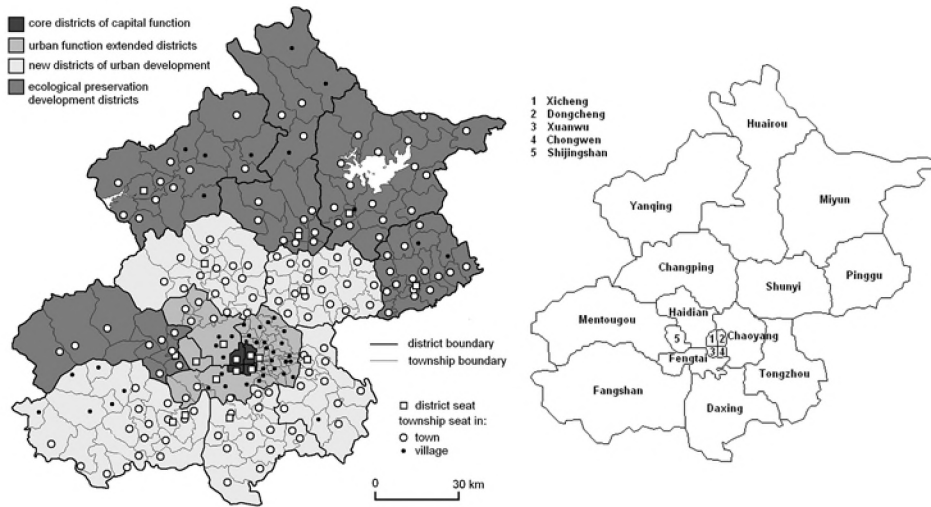 core districts of capital function
urban function extended districts
new districts of urban development
ecological preservation
development districts
district boundary
township boundary
district seat
township seat in:
town
village
0 30 km
1 Xicheng
2 Dongcheng
3 Xuanwu
4 Chongwen
5 Shijingshan
Huairou
Miyun
Yanqing
Changping
Shunyi
Pinggu
Mentougou
Haidian
Chaoyang
5
1 2
3 4
Fengtai
Tongzhou
Fangshan
Daxing